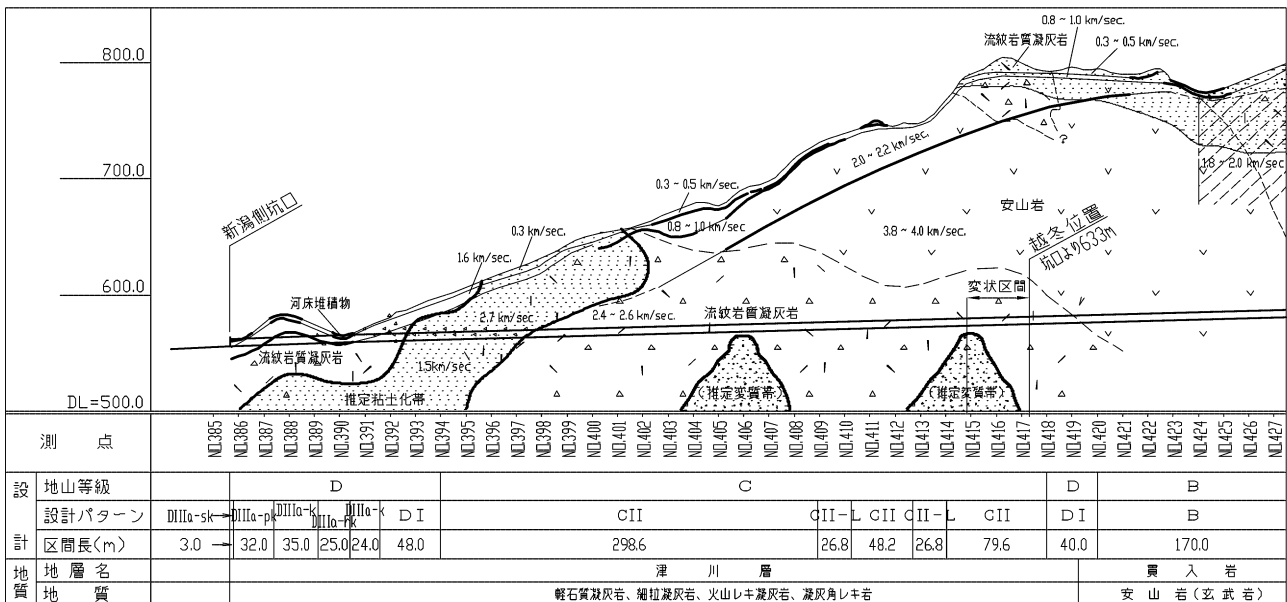 0.8 ~ 1.0 km/sec.
流紋岩質凝灰岩
0.3 ~ 0.5 km/sec.
800.0
700.0
600.0
DL=500.0
新潟側坑口
河床堆積物
流紋岩質凝灰岩
推定粘土化帯
1.6 km/sec.
0.3 km/sec.
2.7 km/sec
1.5km/sec
0.3 ~ 0.5 km/sec.
0.8 ~ 1.0 km/sec
2.4 ~ 2.6 km/sec.
2.0 ~ 2.2 km/sec.
3.8 ~ 4.0 km/sec.
1.8 ~ 2.0 km/sec
安山岩
?
越冬位置
坑口より633m
変状区間
流紋岩質凝灰岩
(推定変質帯)
(推定変質帯)
測 点 NO.385 NO.386 NO.387 NO.388 NO.389 NO.390 NO.391 NO.392 NO.393 NO.394 NO.395 NO.396 NO.397 NO.398 NO.399 NO.400 NO.401 NO.402 NO.404 NO.405 NO.406 NO.407 NO.408 NO.409 NO.410 NO.411 NO.412 NO.413 NO.414 NO.415 NO.416 NO.417 NO.418 NO.419 NO.420 NO.421 NO.422 NO.423 NO.424 NO.425 NO.426 NO.427
設計
地山等級 D C D B
設計パターン DIIIa-sk DIIIa-pk DIIIa-k DIIIa-hk DIIIa-k DI CII CII-L CII CII-L CII DI B
区間長(m) 3.0 32.0 35.0 25.0 24.0 48.0 298.6 26.8 48.2 26.8 79.6 40.0 170.0
地質
地層名 津川層 貫入岩
地質 軽石質凝灰岩、細粒凝灰岩、火山レキ凝灰岩、凝灰角レキ岩 安山岩(玄武岩)